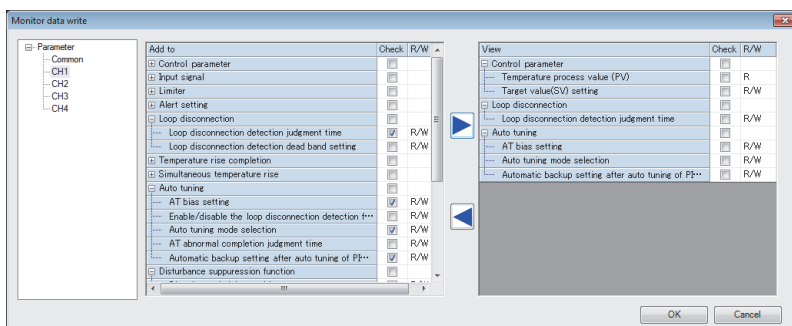 Monitor data write
Parameter
Common
CH1
CH2
CH3
CH4
Add to Check R/W
Control parameter
Input signal
Limiter
Alert setting
Loop disconnection
Loop disconnection detection judgment time R/W
Loop disconnection detection dead band setting R/W
Temperature rise completion
Simultaneous temperature rise
Auto tuning
AT bias setting R/W
Enable/disable the loop disconnection detection f···
Auto tuning mode selection R/W
AT abnormal completion judgment time R/W
Automatic backup setting after auto tuning of PI··· R/W
Disturbance suppuression function
View Check R/W
Control parameter
Temperature process value (PV) R
Target value(SV) setting R/W
Loop disconnection
Loop disconnection detection judgment time R/W
Auto tuning
AT bias setting R/W
Auto tuning mode selection R/W
Automatic backup setting after auto tuning of PI··· R/W
OK Cancel